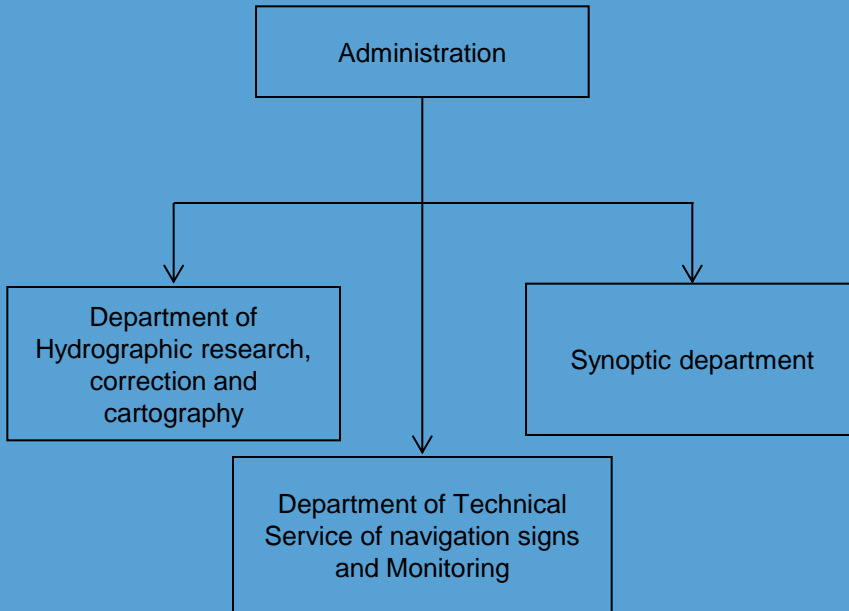 Administration
Department of
Hydrographic research,
correction and
cartography
Synoptic department
Department of Technical
Service of navigation signs
and Monitoring